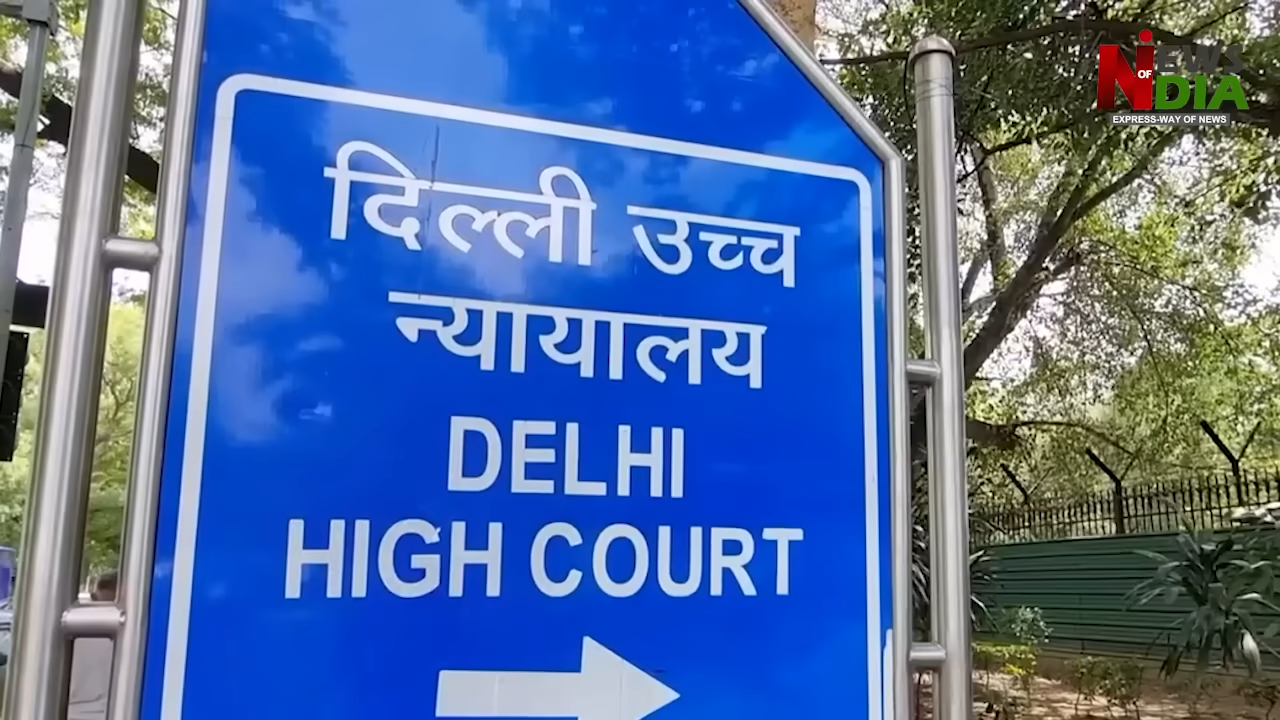 दिल्ली उच्च
न्यायालय
DELHI
HIGH COURT
NEWS
OF
INDIA
EXPRESS-WAY OF NEWS